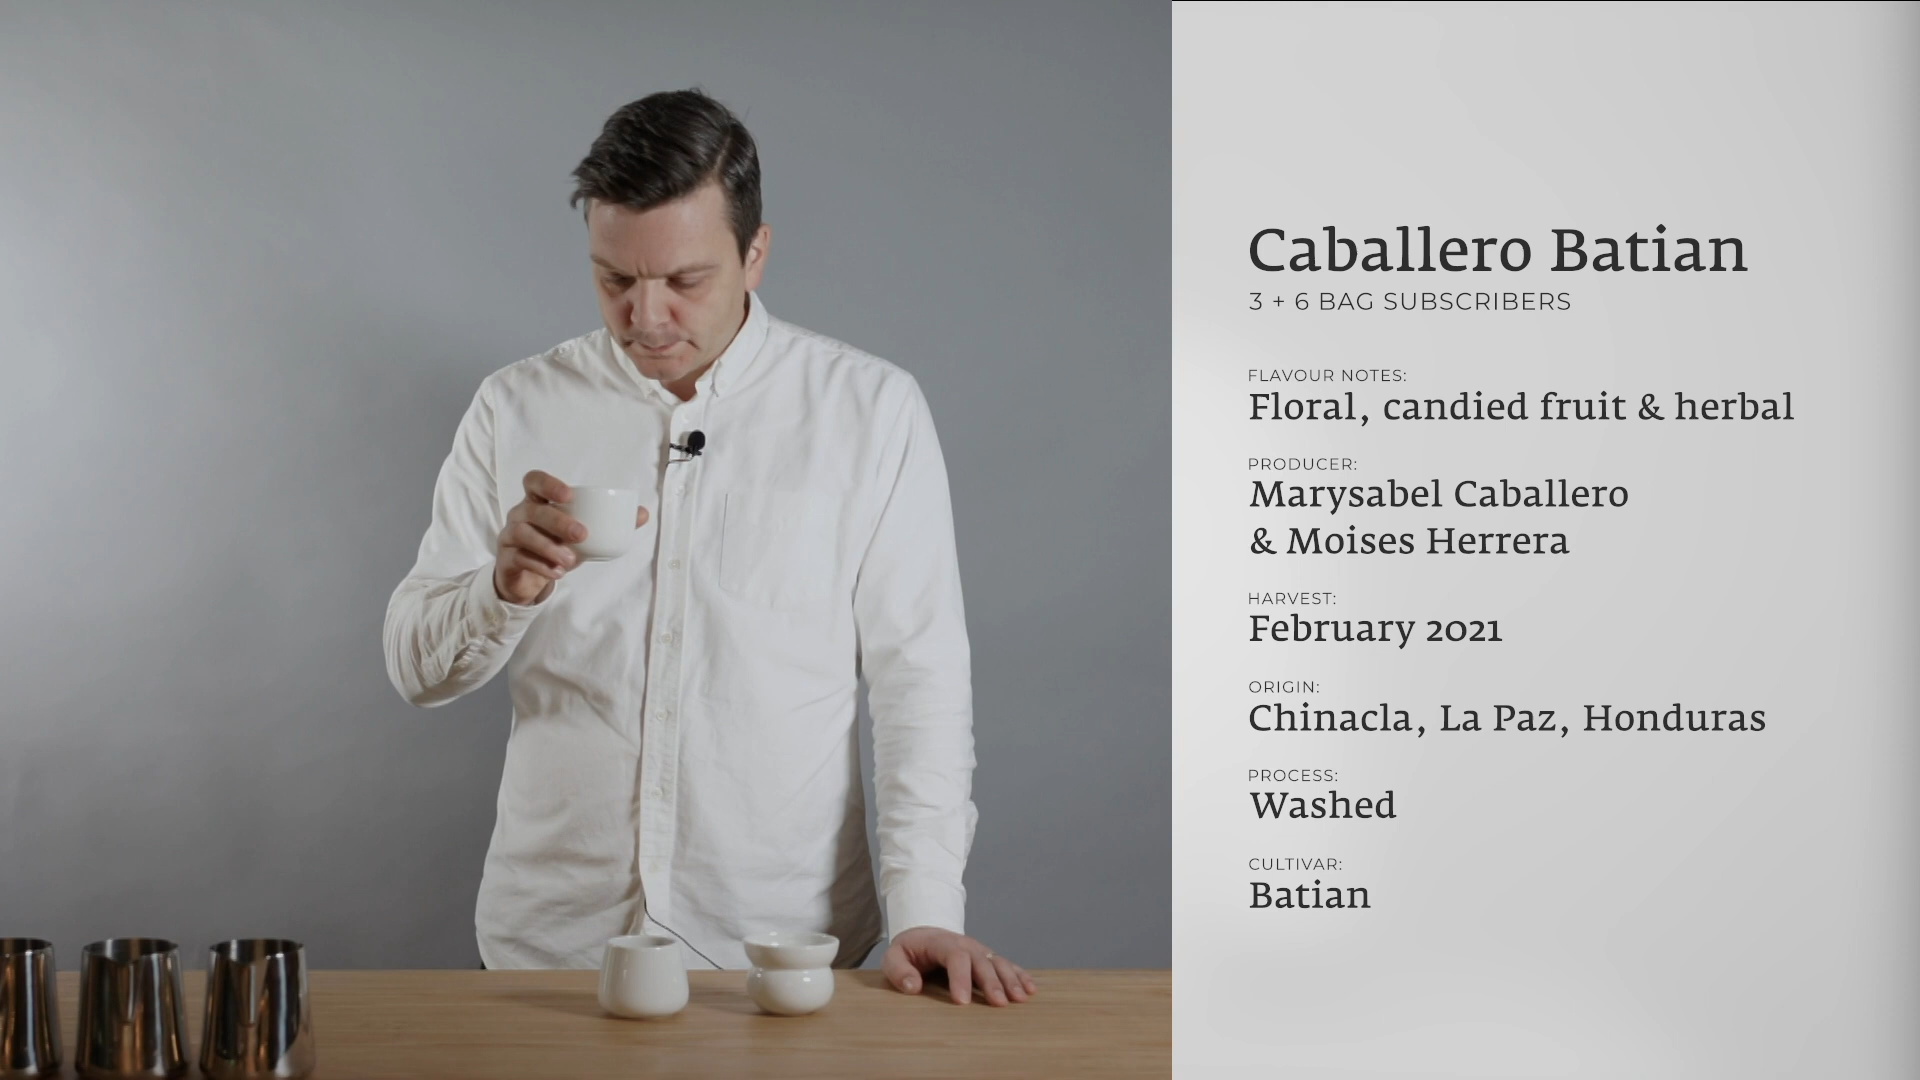 Caballero Batian
3 + 6 BAG SUBSCRIBERS
FLAVOUR NOTES:
Floral, candied fruit & herbal
PRODUCER:
Marysabel Caballero
& Moises Herrera
HARVEST:
February 2021
ORIGIN:
Chinacla, La Paz, Honduras
PROCESS:
Washed
CULTIVAR:
Batian